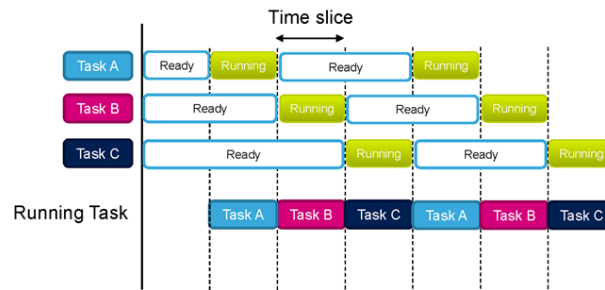 Time slice
Task A Ready Running Ready Running
Task B Ready Running Ready Running
Task C Ready Running Ready Running
Running Task Task A Task B Task C Task A Task B Task C